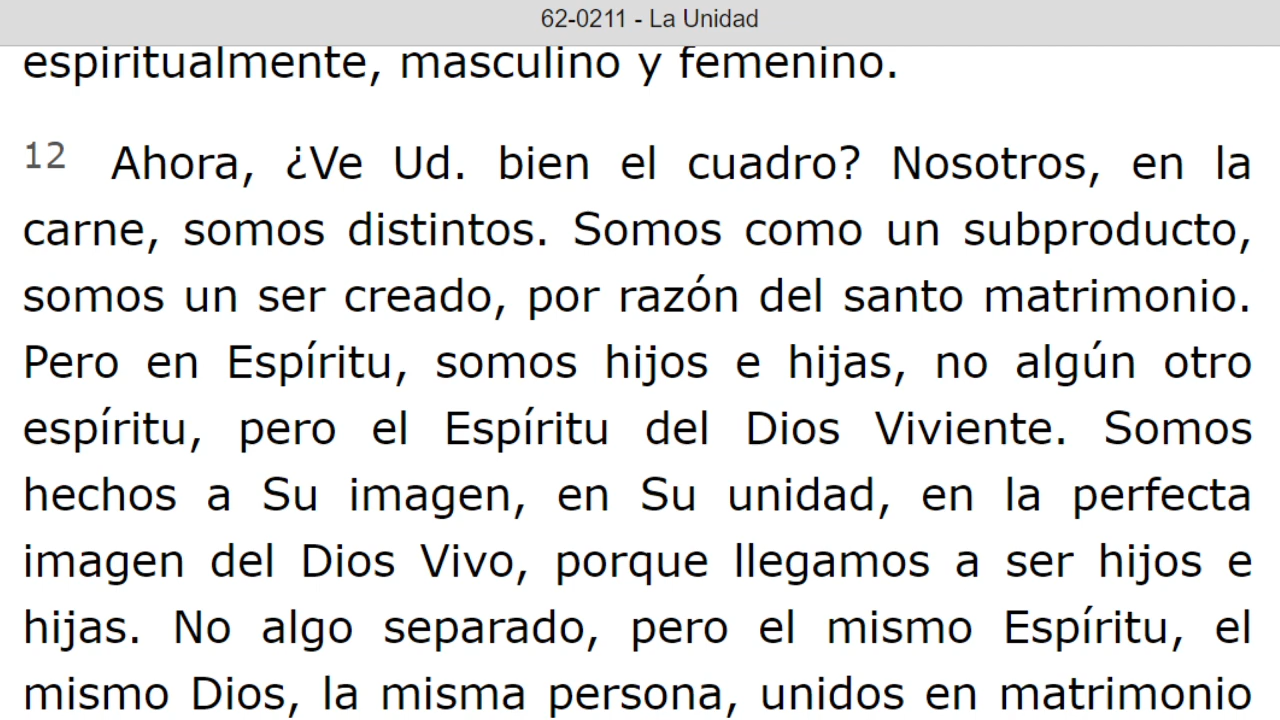 62-0211 - La Unidad
espiritualmente, masculino y femenino.
12 Ahora, ¿Ve Ud. bien el cuadro? Nosotros, en la
carne, somos distintos. Somos como un subproducto,
somos un ser creado, por razón del santo matrimonio.
Pero en Espíritu, somos hijos e hijas, no algún otro
espíritu, pero el Espíritu del Dios Viviente. Somos
hechos a Su imagen, en Su unidad, en la perfecta
imagen del Dios Vivo, porque llegamos a ser hijos e
hijas. No algo separado, pero el mismo Espíritu, el
mismo Dios, la misma persona, unidos en matrimonio